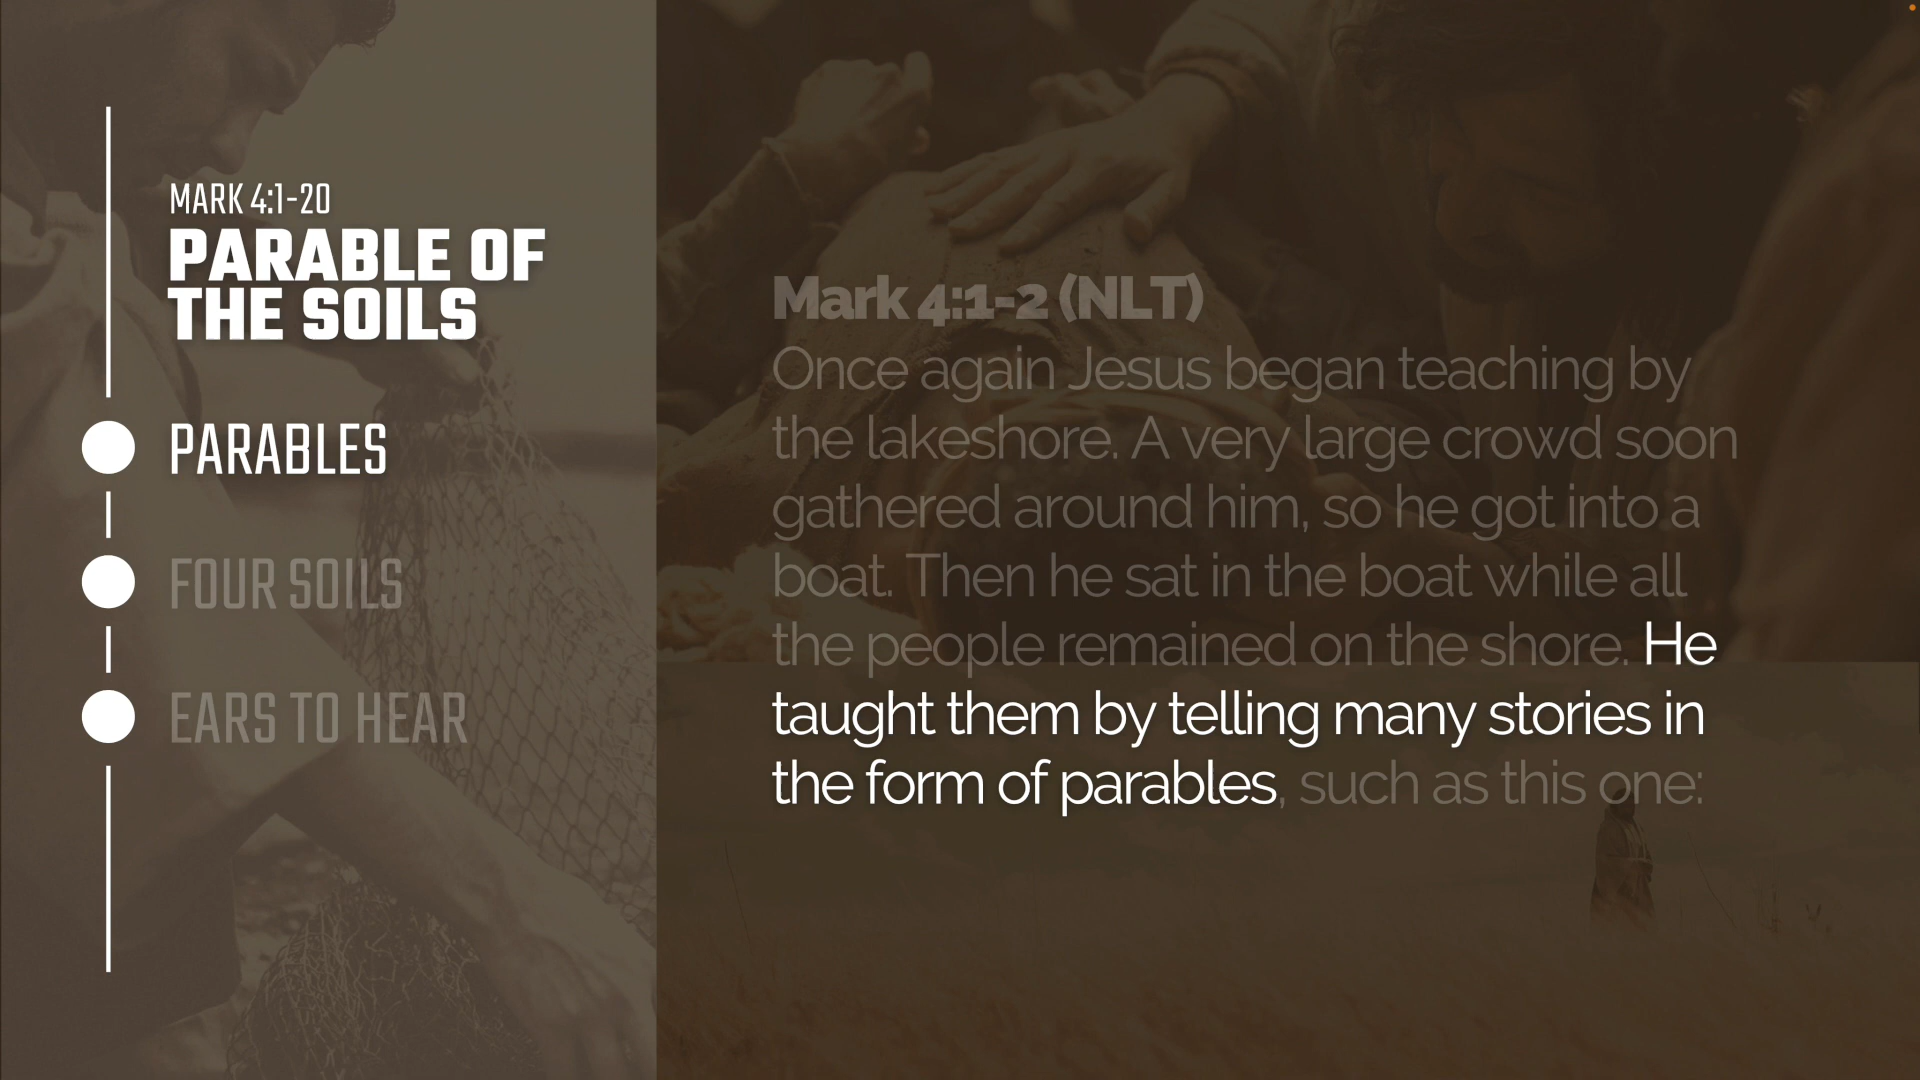 MARK 4:1-20
PARABLE OF
THE SOILS
PARABLES
FOUR SOILS
EARS TO HEAR
Mark 4:1-2 (NLT)
Once again Jesus began teaching by
the lakeshore. A very large crowd soon
gathered around him, so he got into a
boat. Then he sat in the boat while all
the people remained on the shore. He
taught them by telling many stories in
the form of parables, such as this one: